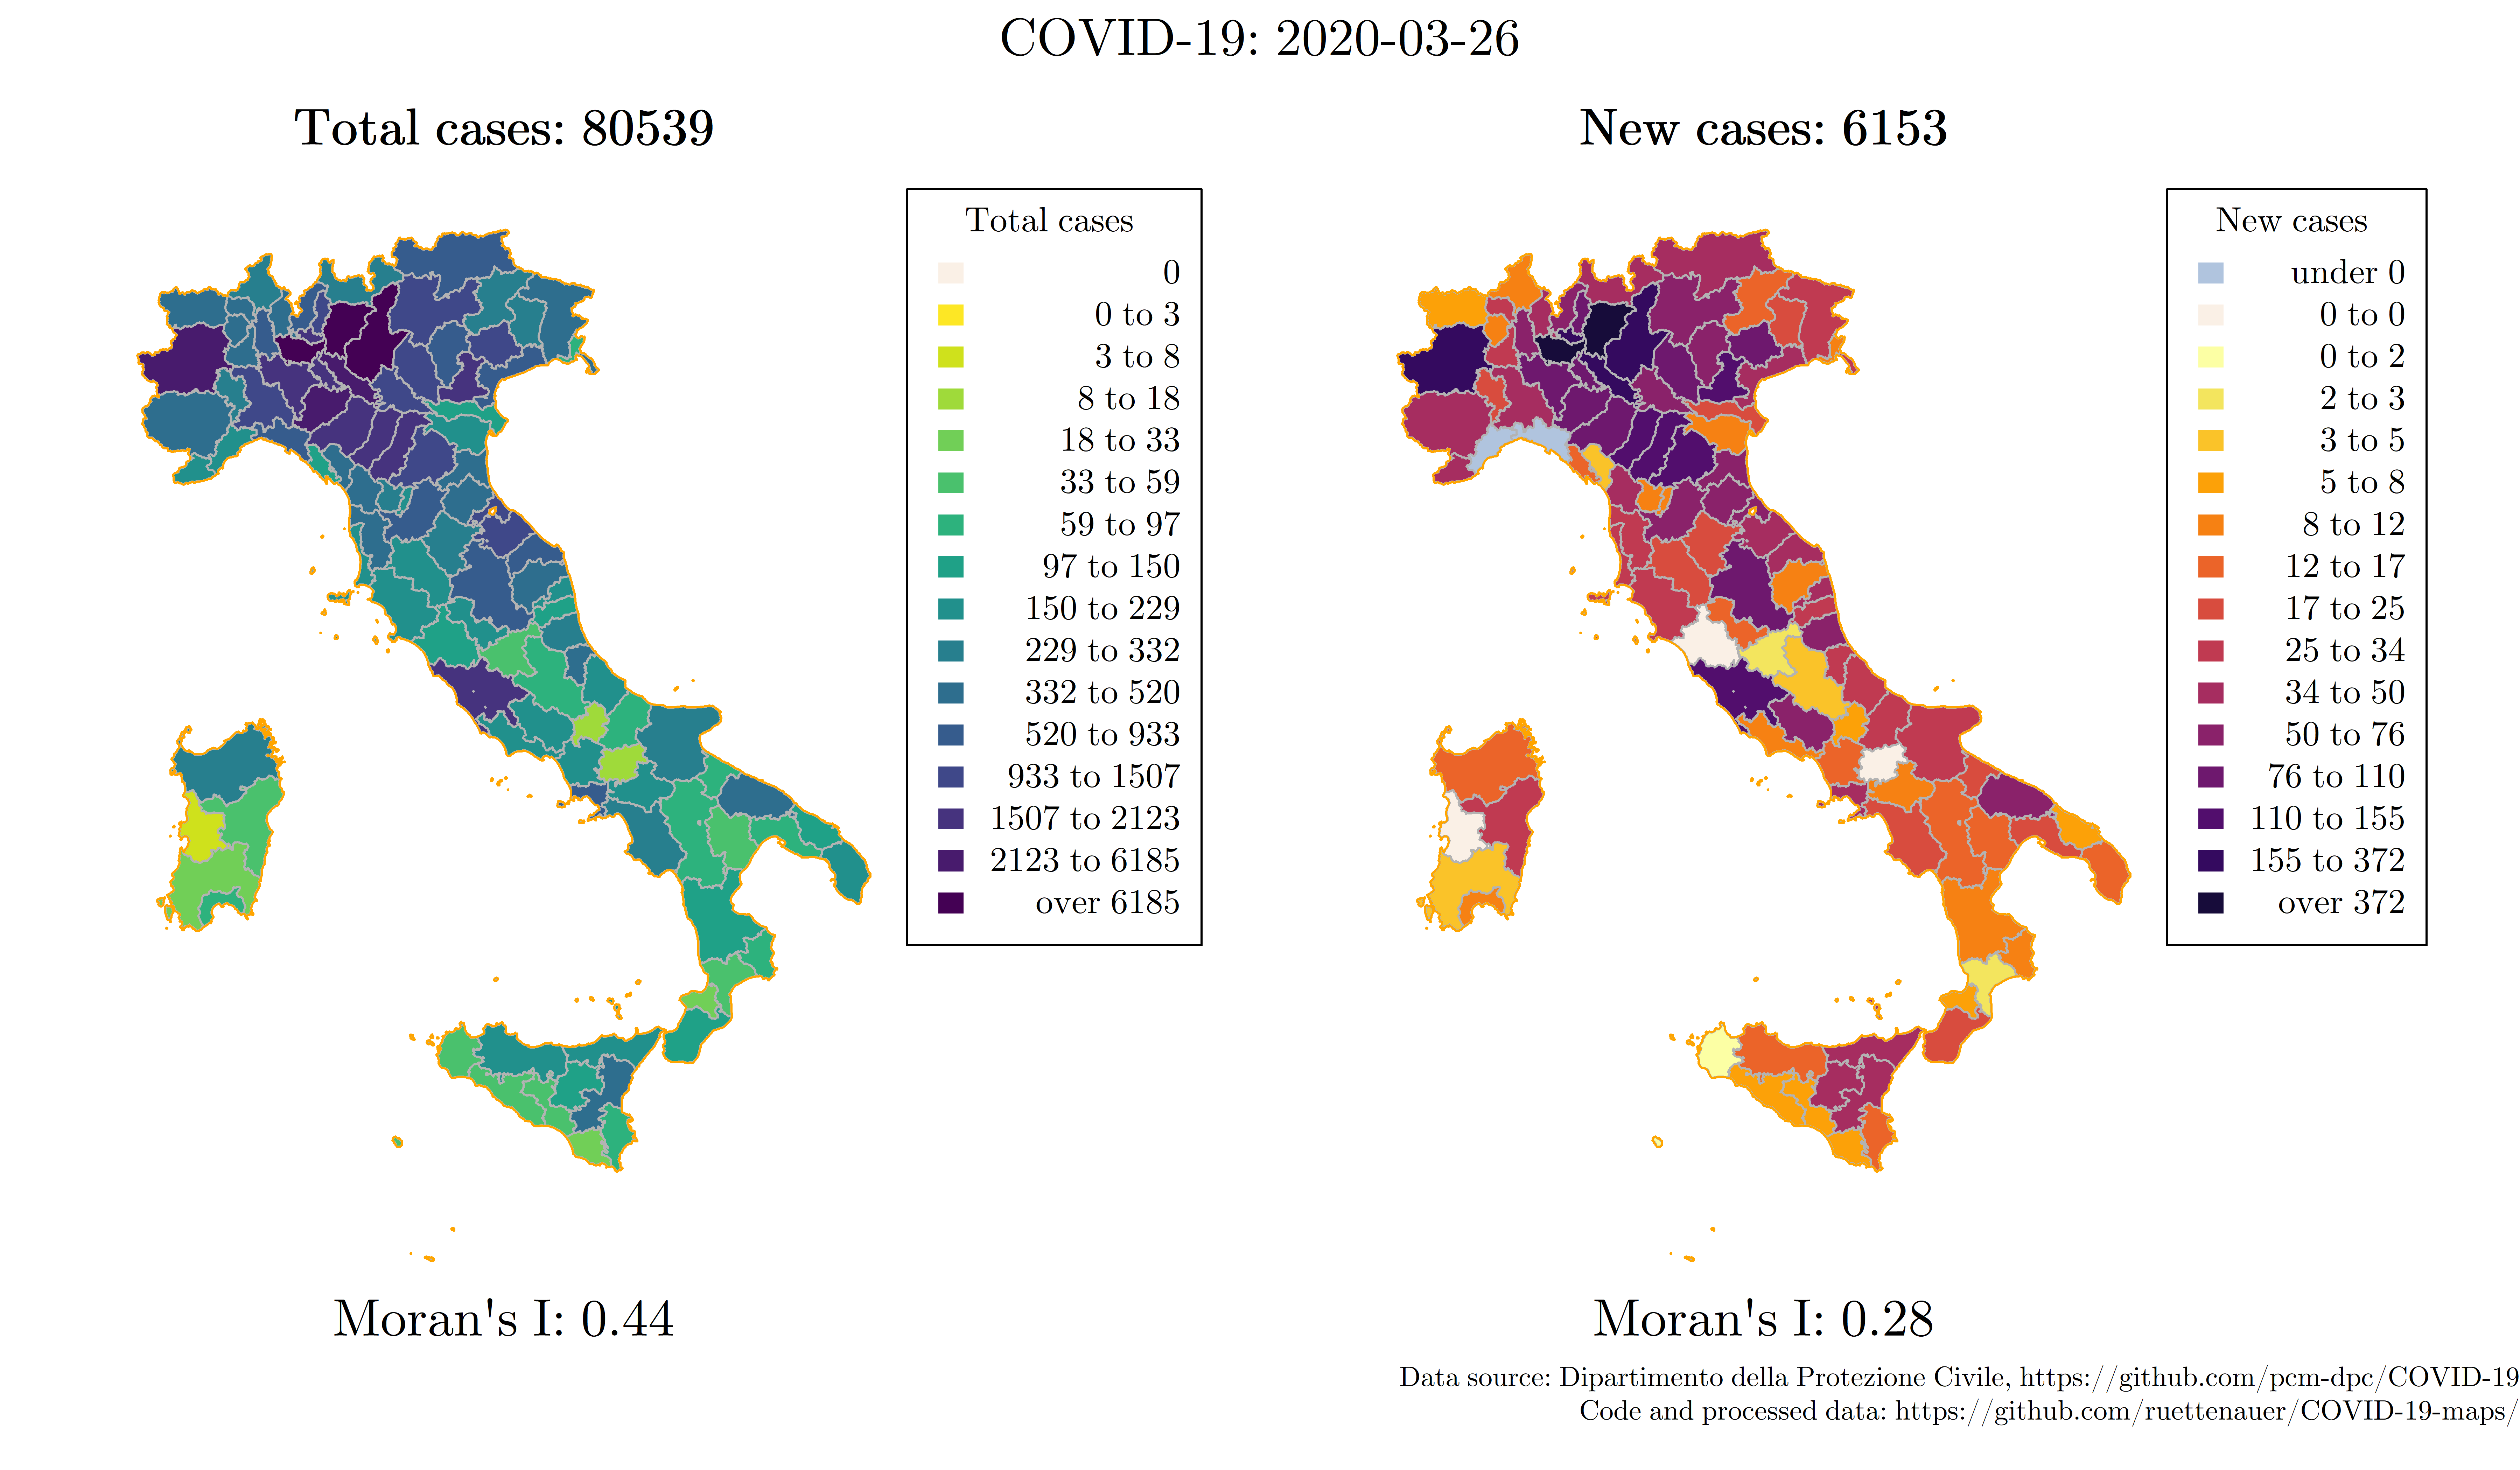 COVID-19: 2020-03-26
Total cases: 80539
Total cases
0
0 to 3
3 to 8
8 to 18
18 to 33
33 to 59
59 to 97
97 to 150
150 to 229
229 to 332
332 to 520
520 to 933
933 to 1507
1507 to 2123
2123 to 6185
over 6185
Moran's I: 0.44
New cases: 6153
New cases
under 0
0 to 0
0 to 2
2 to 3
3 to 5
5 to 8
8 to 12
12 to 17
17 to 25
25 to 34
34 to 50
50 to 76
76 to 110
110 to 155
155 to 372
over 372
Moran's I: 0.28
Data source: Dipartimento della Protezione Civile, https://github.com/pcm-dpc/COVID-19
Code and processed data: https://github.com/ruettenauer/COVID-19-maps/